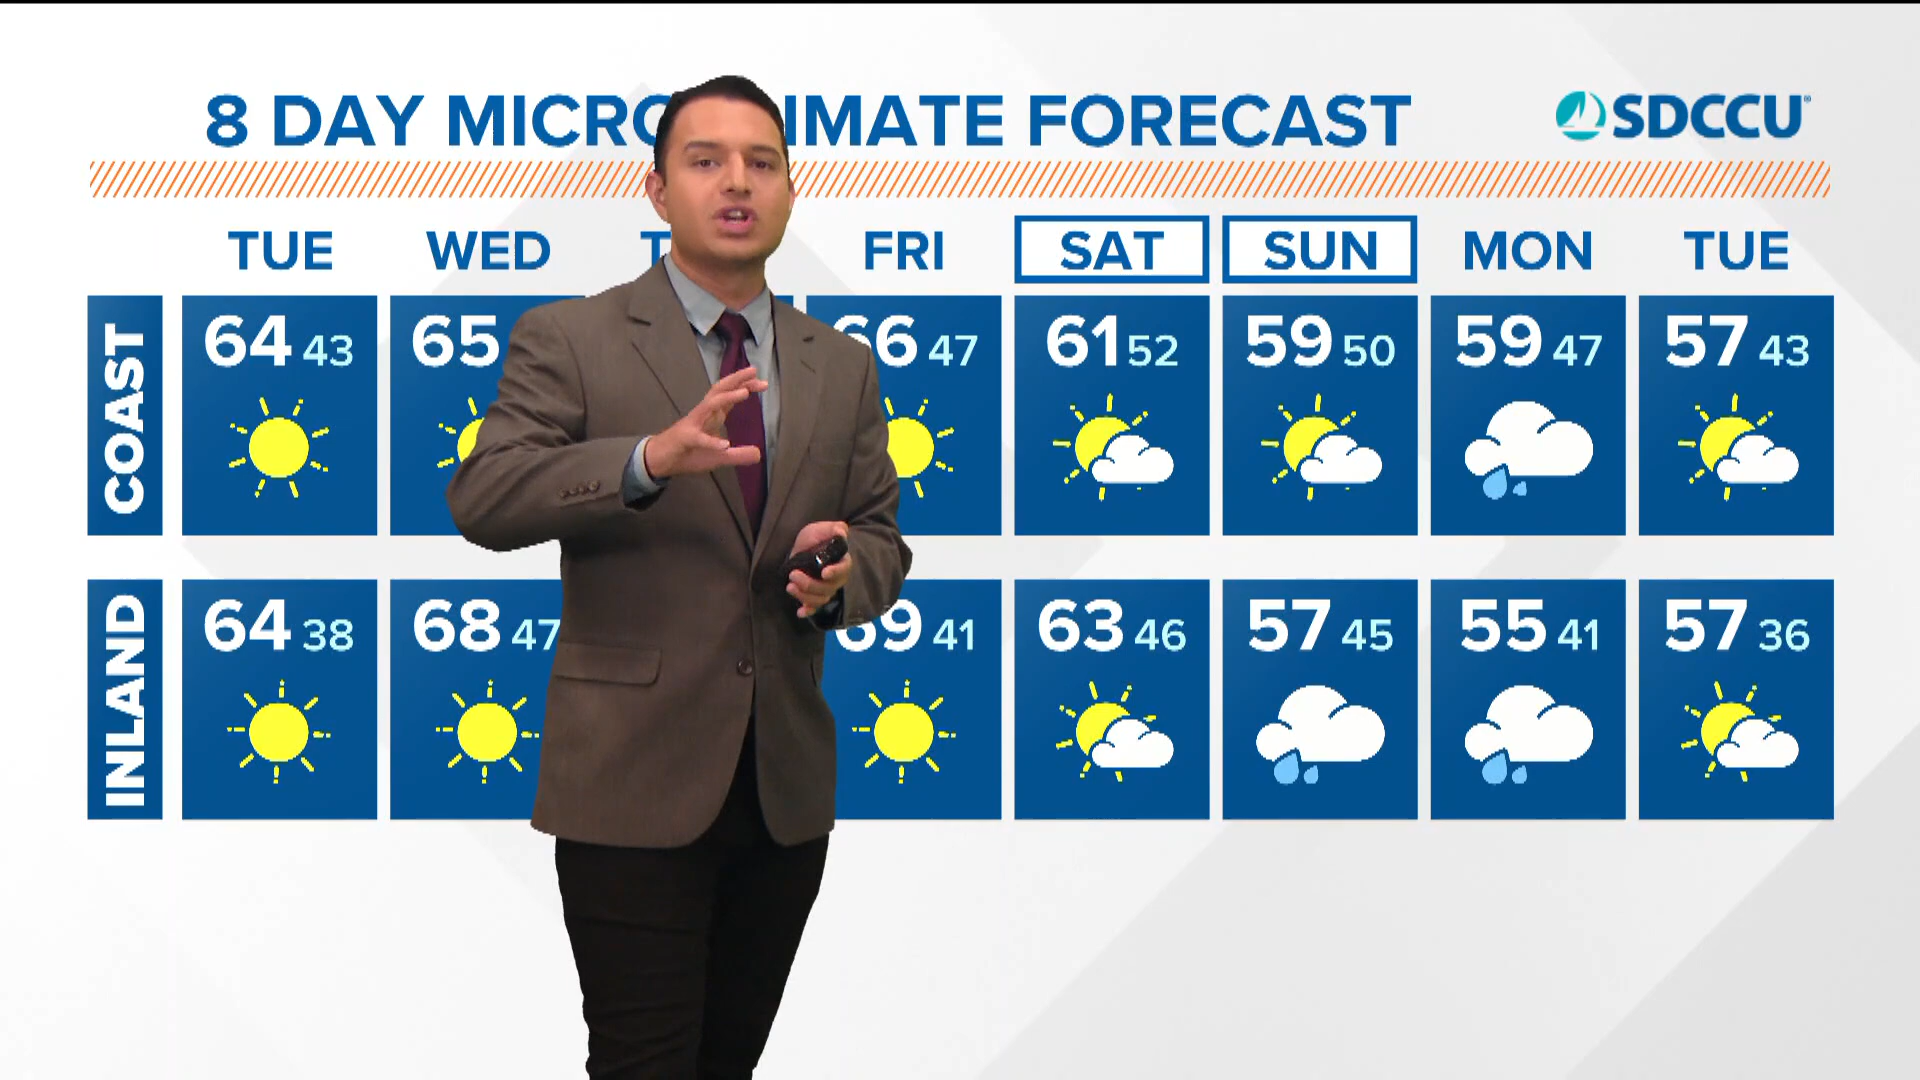 8 DAY MICRO IMATE FORECAST
SDCCU®
TUE WED T FRI SAT SUN MON TUE
COAST
64 43 65 66 47 61 52 59 50 59 47 57 43
INLAND
64 38 68 47 69 41 63 46 57 45 55 41 57 36